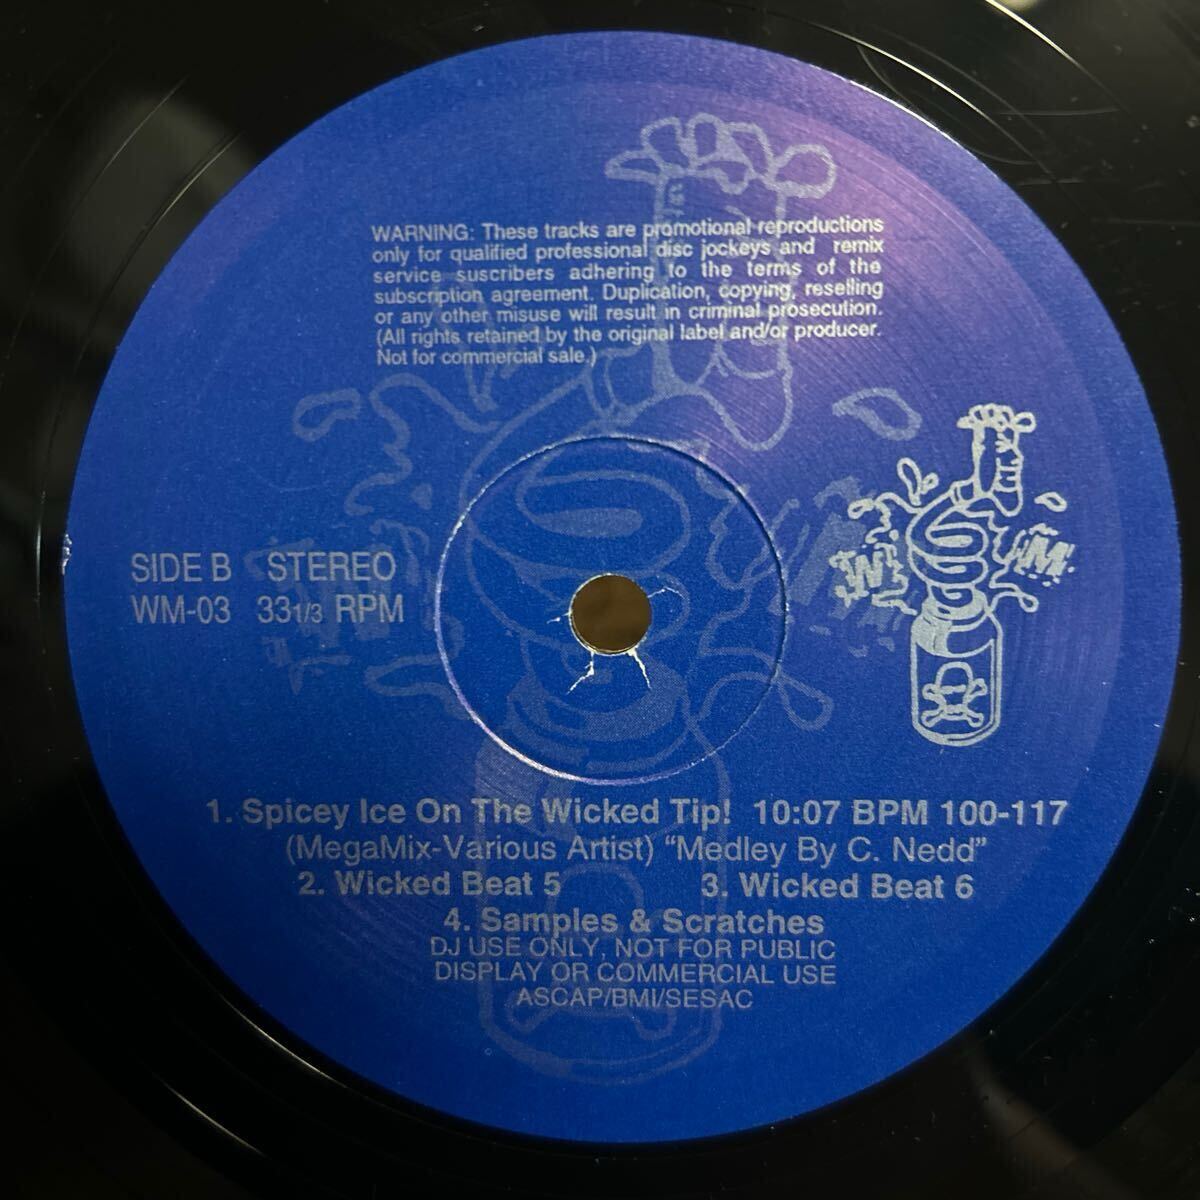 WARNING: These tracks are promotional reproductions
only for qualified professional disc jockeys and remix
service suscribers adhering to the terms of the
subscription agreement. Duplication, copying, reselling
or any other misuse will result in criminal prosecution.
(All rights retained by the original label and/or producer.
Not for commercial sale.)
W M
SIDE B STEREO
WM-03 33 1/3 RPM
1. Spicey Ice On The Wicked Tip! 10:07 BPM 100-117
(MegaMix-Various Artist) “Medley By C. Nedd”
2. Wicked Beat 5 3. Wicked Beat 6
4. Samples & Scratches
DJ USE ONLY, NOT FOR PUBLIC
DISPLAY OR COMMERCIAL USE
ASCAP/BMI/SESAC